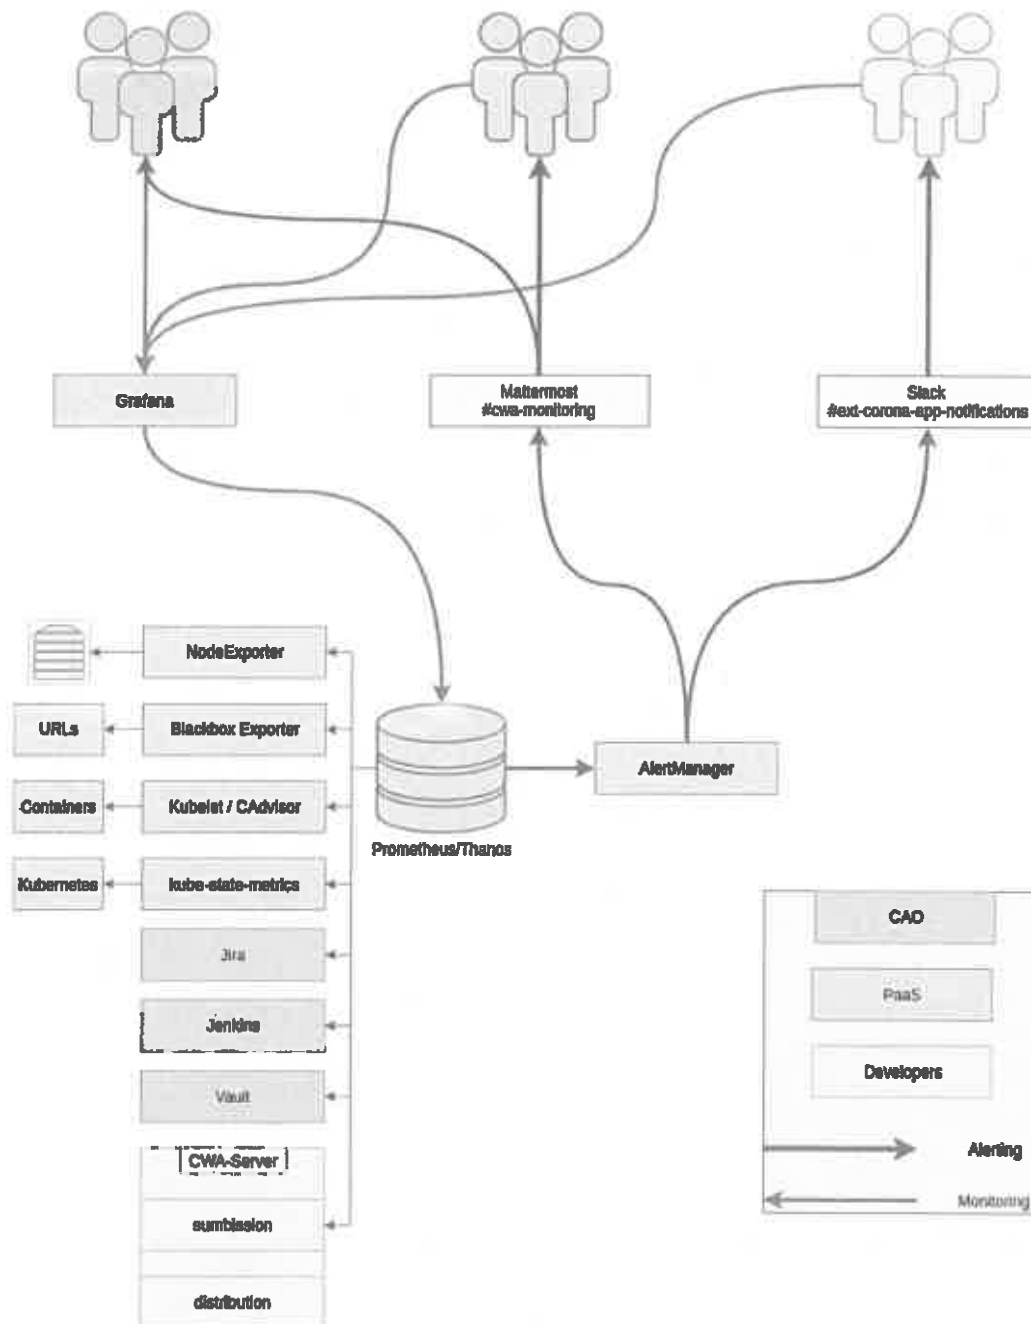 Grafana
Mattermost
#cwa-monitoring
Slack
#ext-corona-app-notifications
NodeExporter
URLs
Blackbox Exporter
AlertManager
Containers
Kubelet / CAdvisor
Prometheus/Thanos
Kubernetes
kube-state-metrics
CAO
Jira
PaaS
Jenkins
Developers
Vault
Alerting
CWA-Server
Monitoring
sumbission
distribution